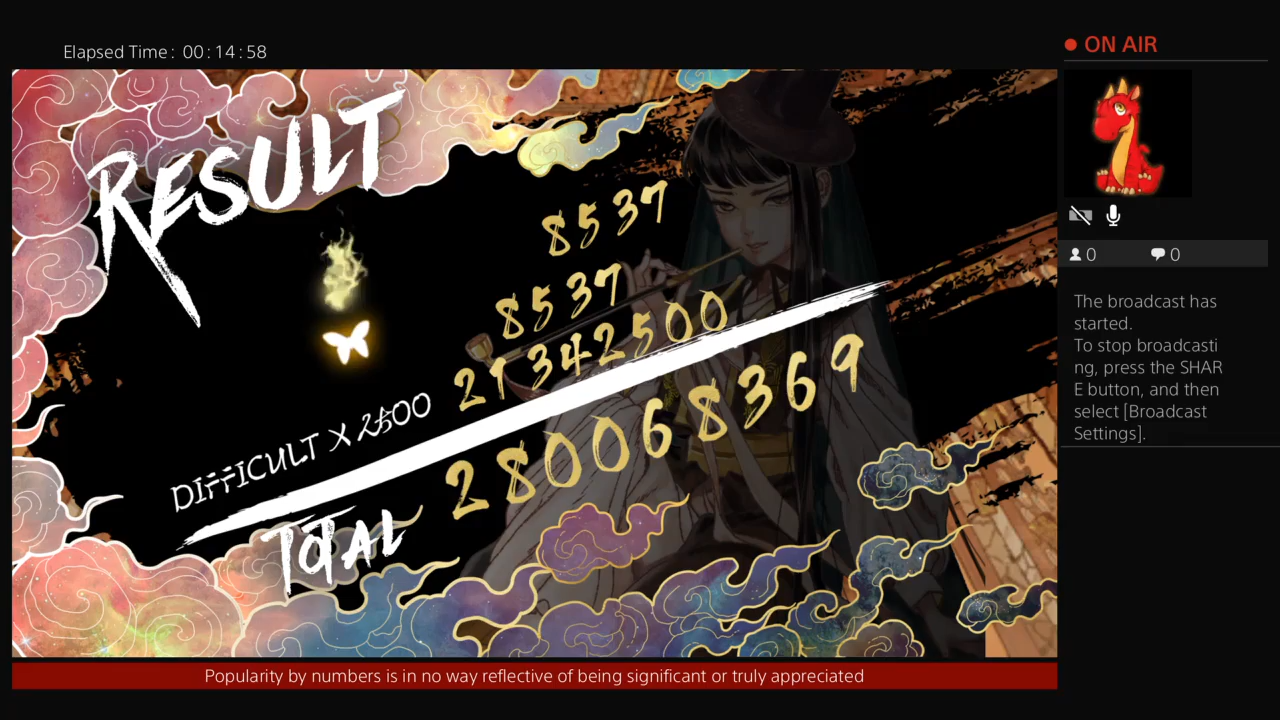 Elapsed Time: 00:14:58
ON AIR
RESULT
8537
8537
21342500
DIFFICULT X 2500
280068369
TOTAL
0 0
The broadcast has
started.
To stop broadcasti
ng, press the SHAR
E button, and then
select [Broadcast
Settings].
Popularity by numbers is in no way reflective of being significant or truly appreciated